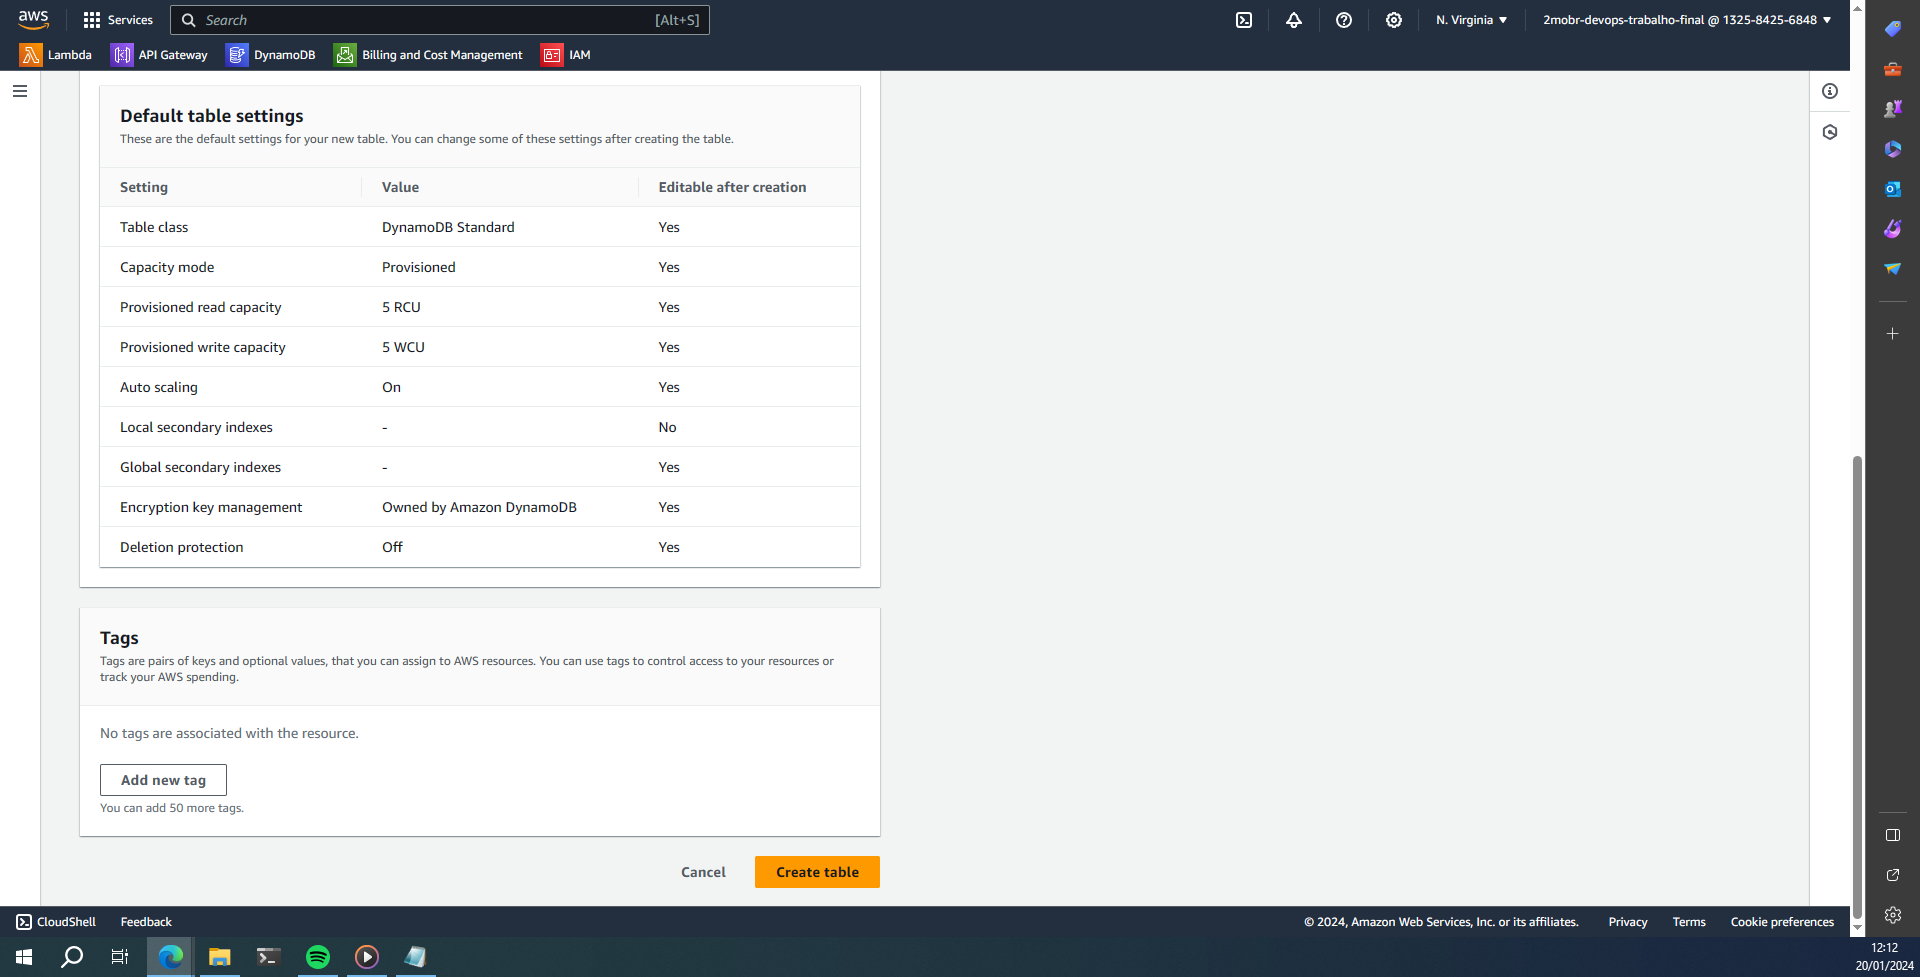 aws
Services
Search
[Alt+S]
N. Virginia
2mobr-devops-trabalho-final @ 1325-8425-6848
Lambda
API Gateway
DynamoDB
Billing and Cost Management
IAM
Default table settings
These are the default settings for your new table. You can change some of these settings after creating the table.
Setting Value Editable after creation
Table class DynamoDB Standard Yes
Capacity mode Provisioned Yes
Provisioned read capacity 5 RCU Yes
Provisioned write capacity 5 WCU Yes
Auto scaling On Yes
Local secondary indexes - No
Global secondary indexes - Yes
Encryption key management Owned by Amazon DynamoDB Yes
Deletion protection Off Yes
Tags
Tags are pairs of keys and optional values, that you can assign to AWS resources. You can use tags to control access to your resources or
track your AWS spending.
No tags are associated with the resource.
Add new tag
You can add 50 more tags.
Cancel
Create table
CloudShell
Feedback
© 2024, Amazon Web Services, Inc. or its affiliates.
Privacy
Terms
Cookie preferences
12:12
20/01/2024